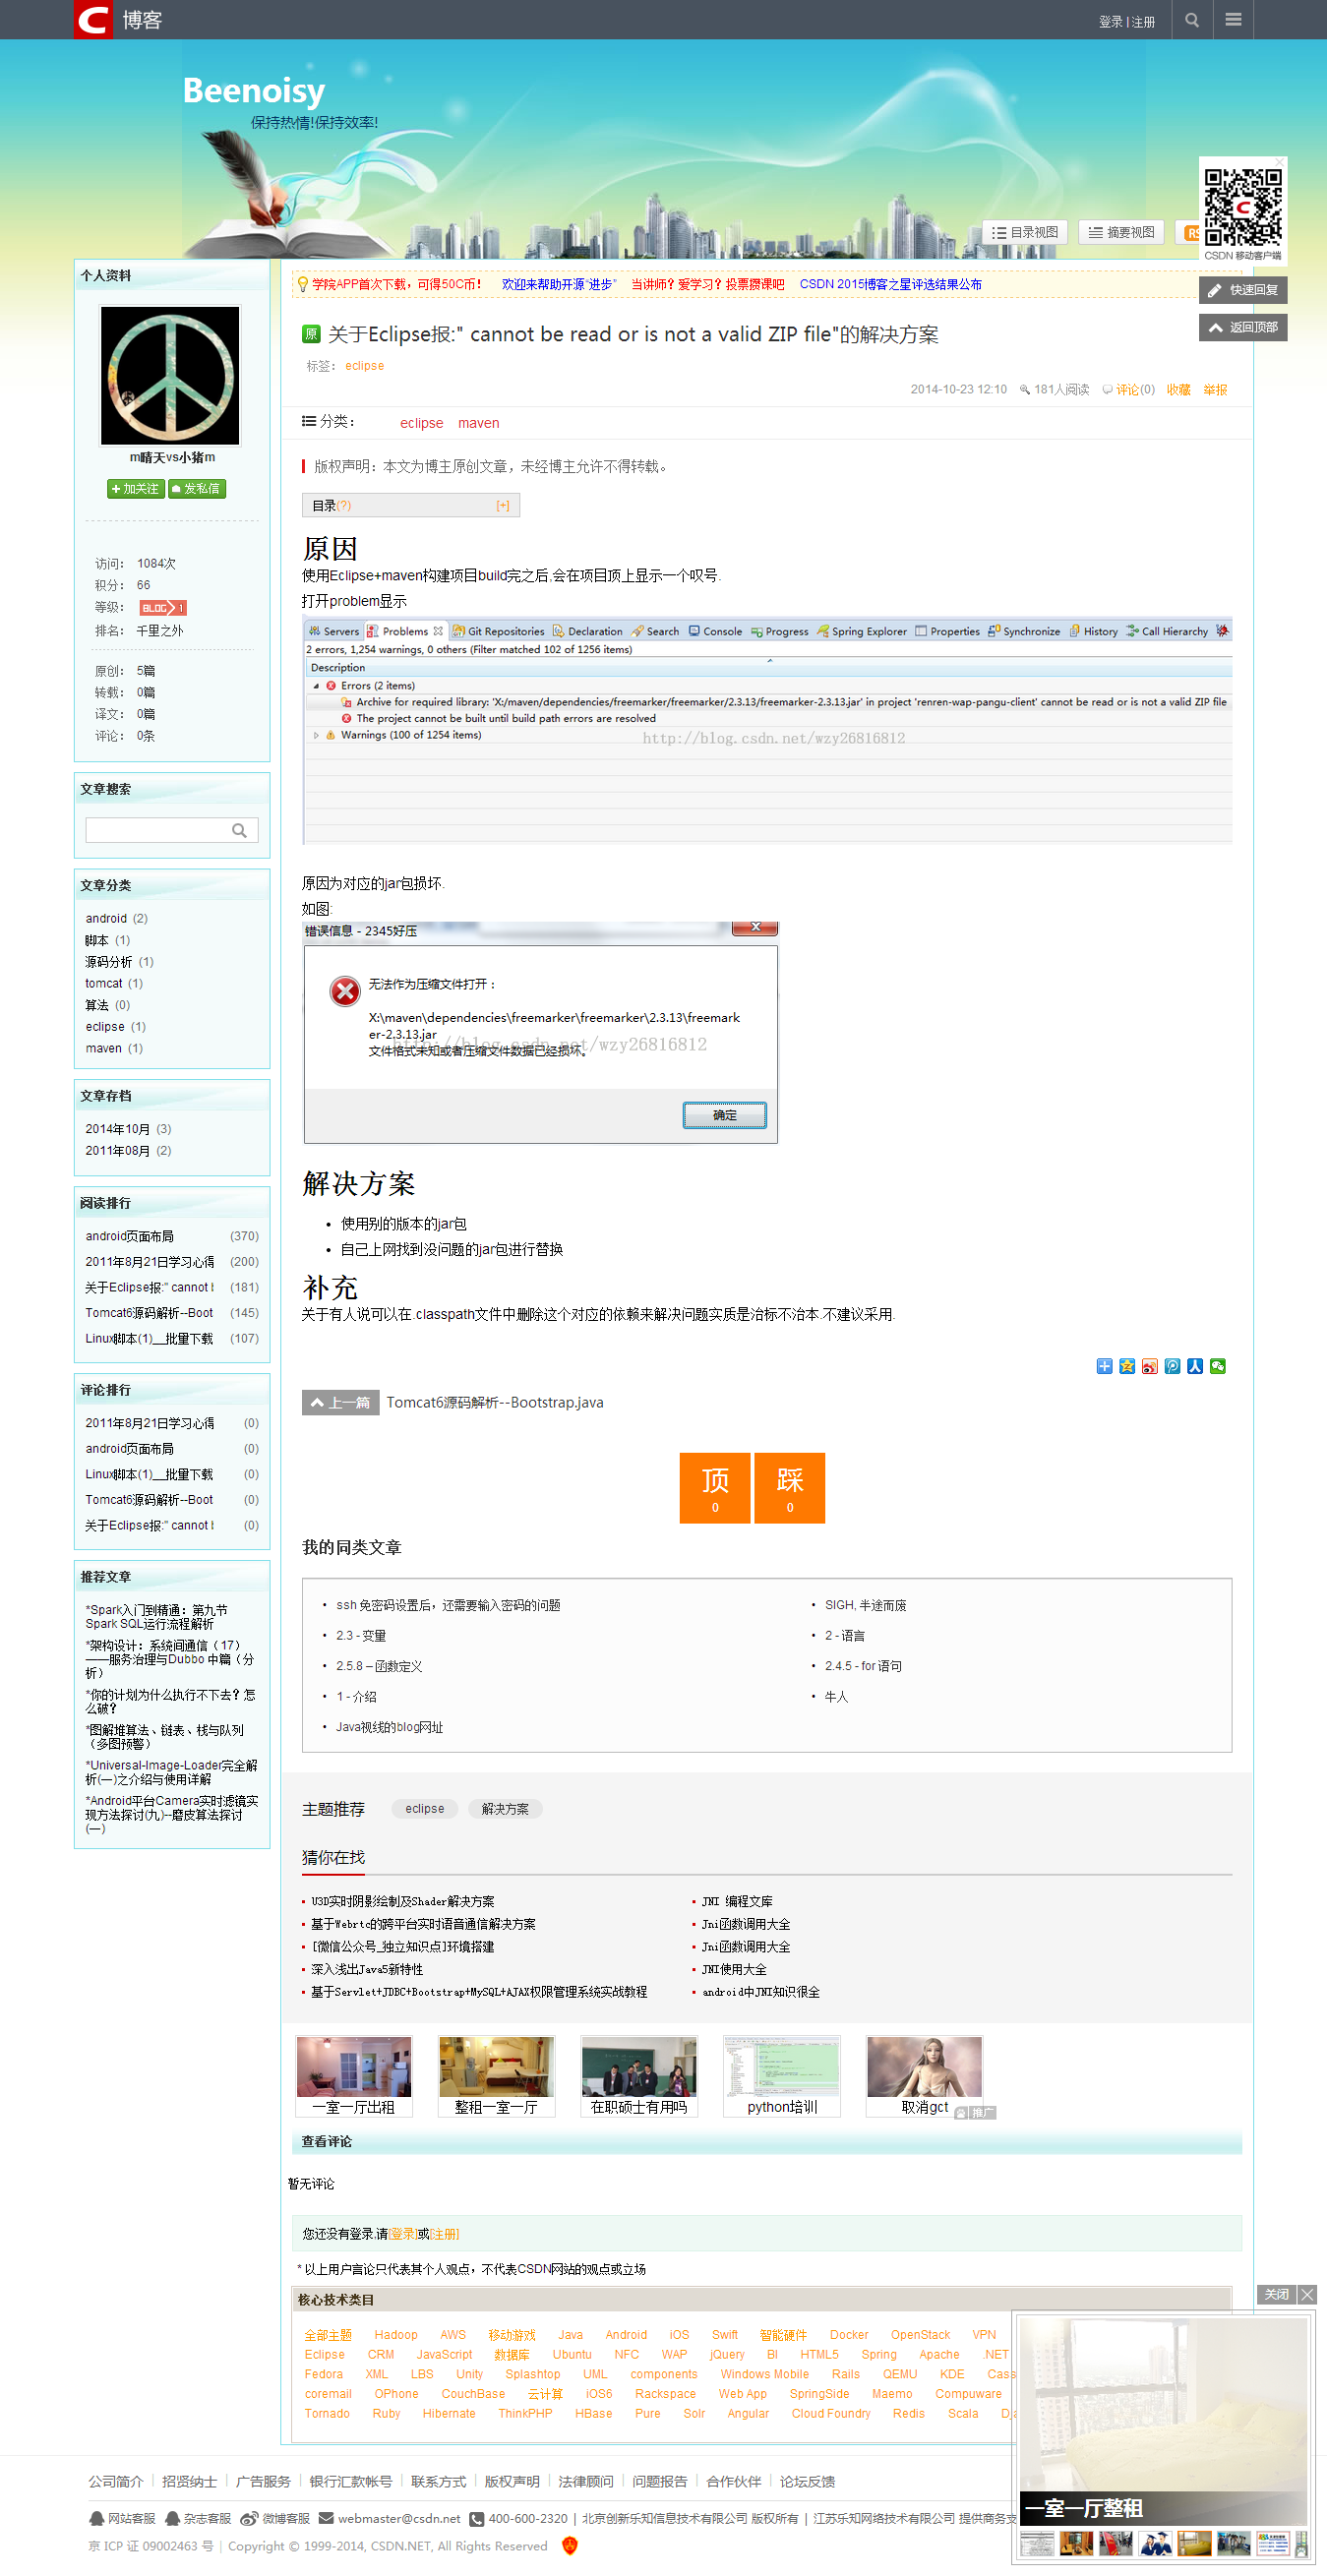 博客
登录 | 注册
Beenoisy
保持热情!保持效率!
目录视图
摘要视图
RS
CSDN 移动客户端
快速回复
返回顶部
个人资料
m晴天vs小猪m
加关注
发私信
访问： 1084次
积分： 66
等级： BLOG 1
排名： 千里之外
原创： 5篇
转载： 0篇
译文： 0篇
评论： 0条
文章搜索
文章分类
android (2)
脚本 (1)
源码分析 (1)
tomcat (1)
算法 (0)
eclipse (1)
maven (1)
文章存档
2014年10月 (3)
2011年08月 (2)
阅读排行
android页面布局 (370)
2011年8月21日学习心得 (200)
关于Eclipse报:" cannot (181)
Tomcat6源码解析--Boot (145)
Linux脚本(1)__批量下载 (107)
评论排行
2011年8月21日学习心得 (0)
android页面布局 (0)
Linux脚本(1)__批量下载 (0)
Tomcat6源码解析--Boot (0)
关于Eclipse报:" cannot (0)
推荐文章
*Spark入门到精通：第九节
Spark SQL运行流程解析
*架构设计：系统间通信（17）
——服务治理与Dubbo 中篇（分
析）
*你的计划为什么执行不下去？怎
么破？
*图解堆算法、链表、栈与队列
（多图预警）
*Universal-Image-Loader完全解
析(一)之介绍与使用详解
*Android平台Camera实时滤镜实
现方法探讨(九)--磨皮算法探讨
(一)
学院APP首次下载，可得50C币！ 欢迎来帮助开源“进步” 当讲师？爱学习？投票攒课吧 CSDN 2015博客之星评选结果公布
原 关于Eclipse报:" cannot be read or is not a valid ZIP file"的解决方案
标签： eclipse
2014-10-23 12:10 181人阅读 评论(0) 收藏 举报
分类： eclipse maven
版权声明：本文为博主原创文章，未经博主允许不得转载。
目录(?) [+]
原因
使用Eclipse+maven构建项目build完之后,会在项目顶上显示一个叹号.
打开problem显示
Servers Problems Git Repositories Declaration Search Console Progress Spring Explorer Properties Synchronize History Call Hierarchy
2 errors, 1,254 warnings, 0 others (Filter matched 102 of 1256 items)
Description
Errors (2 items)
Archive for required library: 'X:/maven/dependencies/freemarker/freemarker/2.3.13/freemarker-2.3.13.jar' in project 'renren-wap-pangu-client' cannot be read or is not a valid ZIP file
The project cannot be built until build path errors are resolved
Warnings (100 of 1254 items)
http://blog.csdn.net/wzy26816812
原因为对应的jar包损坏.
如图:
错误信息 - 2345好压
无法作为压缩文件打开：
X:\maven\dependencies\freemarker\freemarker\2.3.13\freemark
er-2.3.13.jar
http://blog.csdn.net/wzy26816812
文件格式未知或者压缩文件数据已经损坏。
确定
解决方案
• 使用别的版本的jar包
• 自己上网找到没问题的jar包进行替换
补充
关于有人说可以在.classpath文件中删除这个对应的依赖来解决问题实质是治标不治本.不建议采用.
上一篇 Tomcat6源码解析--Bootstrap.java
顶 踩
0 0
我的同类文章
• ssh 免密码设置后，还需要输入密码的问题
• SIGH, 半途而废
• 2.3 - 变量
• 2 - 语言
• 2.5.8 – 函数定义
• 2.4.5 - for 语句
• 1 - 介绍
• 牛人
• Java视线的blog网址
主题推荐 eclipse 解决方案
猜你在找
U3D实时阴影绘制及Shader解决方案
JNI 编程文库
基于Webrtc的跨平台实时语音通信解决方案
Jni函数调用大全
[微信公众号_独立知识点]环境搭建
Jni函数调用大全
深入浅出Java5新特性
JNI使用大全
基于Servlet+JDBC+Bootstrap+MySQL+AJAX权限管理系统实战教程
android中JNI知识很全
一室一厅出租
整租一室一厅
在职硕士有用吗
python培训
取消gct
推广
查看评论
暂无评论
您还没有登录,请[登录]或[注册]
* 以上用户言论只代表其个人观点，不代表CSDN网站的观点或立场
核心技术类目
全部主题 Hadoop AWS 移动游戏 Java Android iOS Swift 智能硬件 Docker OpenStack VPN
Eclipse CRM JavaScript 数据库 Ubuntu NFC WAP jQuery BI HTML5 Spring Apache .NET
Fedora XML LBS Unity Splashtop UML components Windows Mobile Rails QEMU KDE Cass
coremail OPhone CouchBase 云计算 iOS6 Rackspace Web App SpringSide Maemo Compuware
Tornado Ruby Hibernate ThinkPHP HBase Pure Solr Angular Cloud Foundry Redis Scala Dj
关闭
一室一厅整租
公司简介 | 招贤纳士 | 广告服务 | 银行汇款帐号 | 联系方式 | 版权声明 | 法律顾问 | 问题报告 | 合作伙伴 | 论坛反馈
网站客服 杂志客服 微博客服 webmaster@csdn.net 400-600-2320 | 北京创新乐知信息技术有限公司 版权所有 | 江苏乐知网络技术有限公司 提供商务支
京 ICP 证 09002463 号 | Copyright © 1999-2014, CSDN.NET, All Rights Reserved